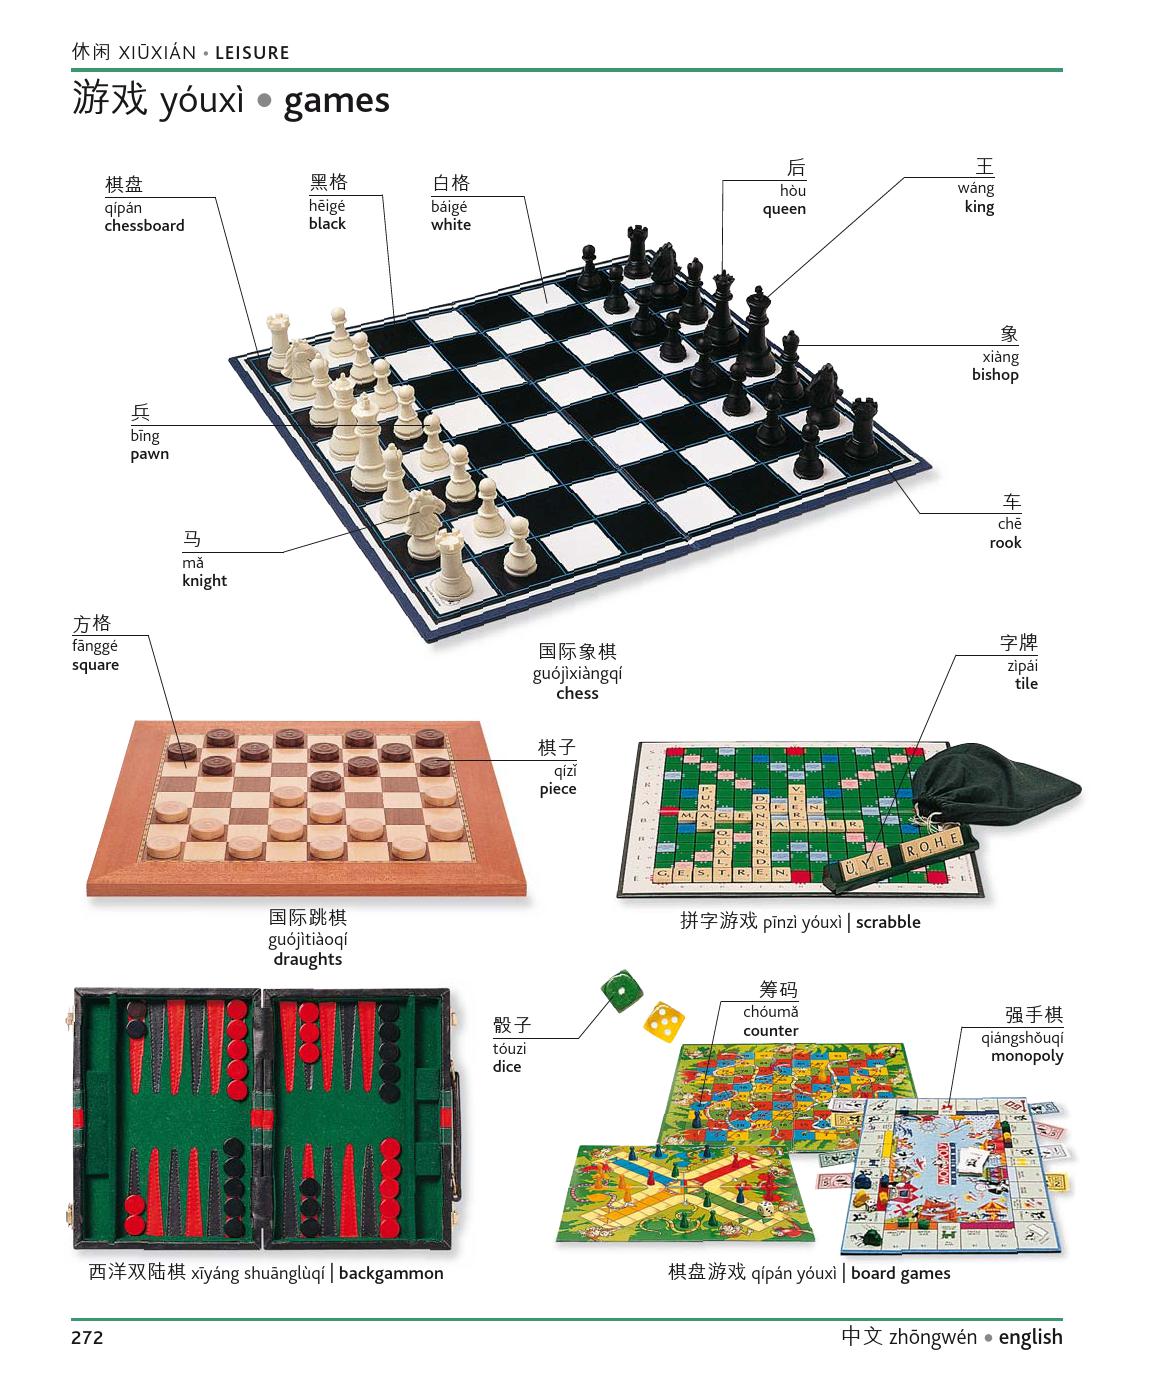 休闲 XIŪXIÁN • LEISURE
游戏 yóuxì • games
棋盘
qípán
chessboard
黑格
hēigé
black
白格
báigé
white
后
hòu
queen
王
wáng
king
象
xiàng
bishop
兵
bīng
pawn
车
chē
rook
马
mǎ
knight
国际象棋
guójìxiàngqí
chess
方格
fānggé
square
字牌
zìpái
tile
棋子
qízǐ
piece
ÜYE ROHE
GESTREN
国际跳棋
guójìtiàoqí
draughts
拼字游戏 pīnzì yóuxì | scrabble
骰子
tóuzi
dice
筹码
chóumǎ
counter
强手棋
qiángshǒuqí
monopoly
MONOPOLY
西洋双陆棋 xīyáng shuānglùqí | backgammon
棋盘游戏 qípán yóuxì | board games
272
中文 zhōngwén • english